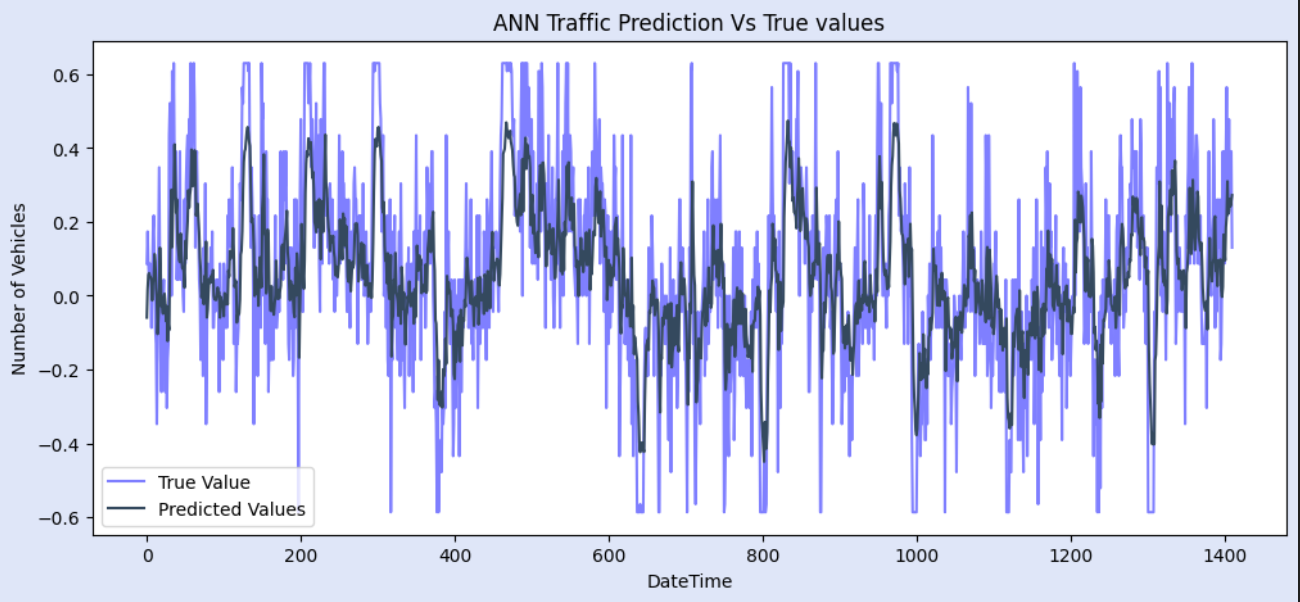 ANN Traffic Prediction Vs True values
Number of Vehicles
0.6
0.4
0.2
0.0
−0.2
−0.4
−0.6
True Value
Predicted Values
0 200 400 600 800 1000 1200 1400
DateTime